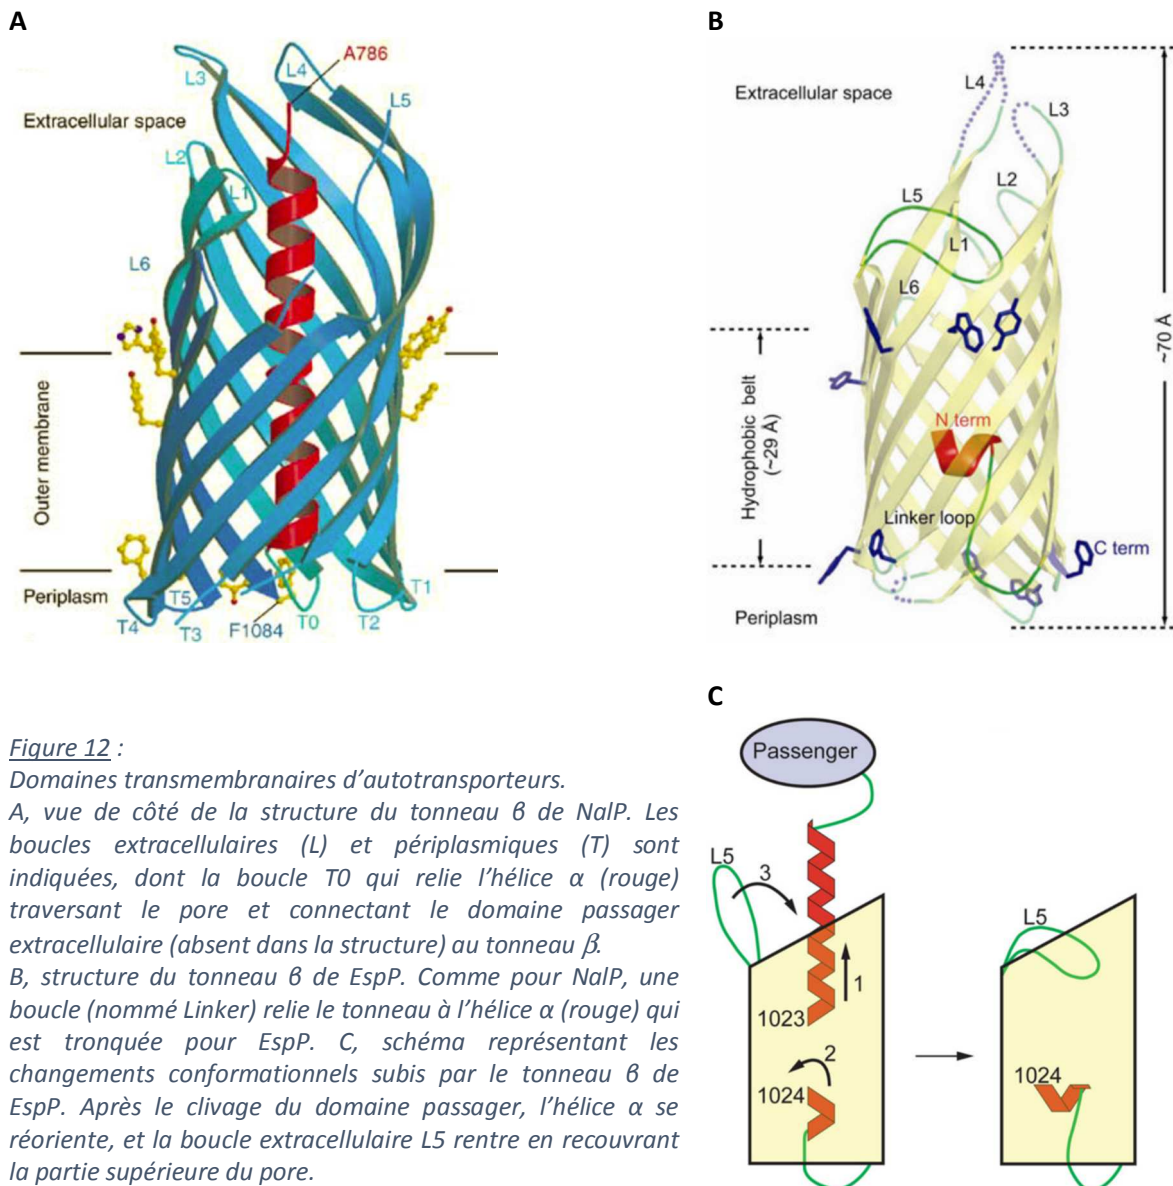 A
A786
L3
L4
L5
Extracellular space
L2
L1
L6
Outer membrane
Periplasm
T5
T4
T3
F1084
T0
T2
T1
B
Extracellular space
L4
L3
L2
L5
L1
L6
Hydrophobic belt
(~29 Å)
~70 Å
N term
Linker loop
C term
Periplasm
Figure 12 :
Domaines transmembranaires d’autotransporteurs.
A, vue de côté de la structure du tonneau β de NalP. Les
boucles extracellulaires (L) et périplasmiques (T) sont
indiquées, dont la boucle T0 qui relie l’hélice α (rouge)
traversant le pore et connectant le domaine passager
extracellulaire (absent dans la structure) au tonneau β.
B, structure du tonneau β de EspP. Comme pour NalP, une
boucle (nommé Linker) relie le tonneau à l’hélice α (rouge) qui
est tronquée pour EspP. C, schéma représentant les
changements conformationnels subis par le tonneau β de
EspP. Après le clivage du domaine passager, l’hélice α se
réoriente, et la boucle extracellulaire L5 rentre en recouvrant
la partie supérieure du pore.
C
Passenger
L5
3
1
1023
2
1024
L5
1024